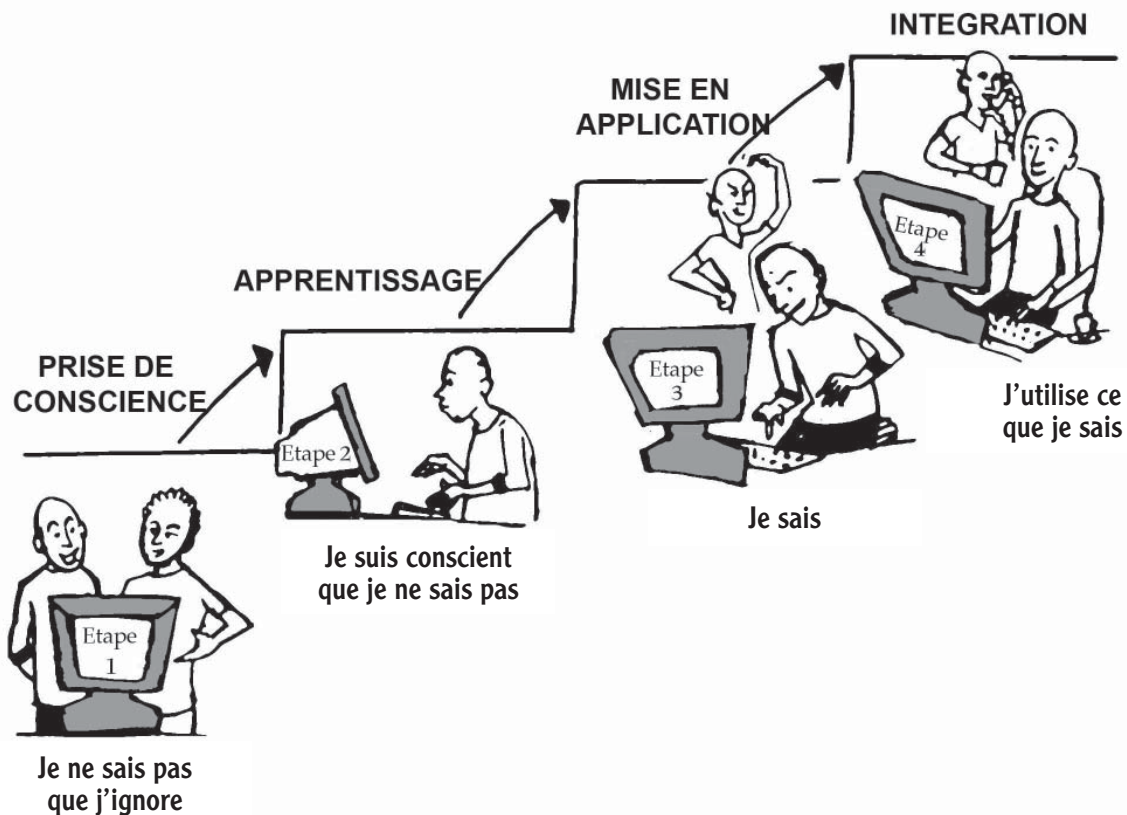 INTEGRATION
MISE EN
APPLICATION
Etape
4
APPRENTISSAGE
PRISE DE
CONSCIENCE
Etape
3
J'utilise ce
que je sais
Etape 2
Je sais
Je suis conscient
que je ne sais pas
Etape
1
Je ne sais pas
que j'ignore